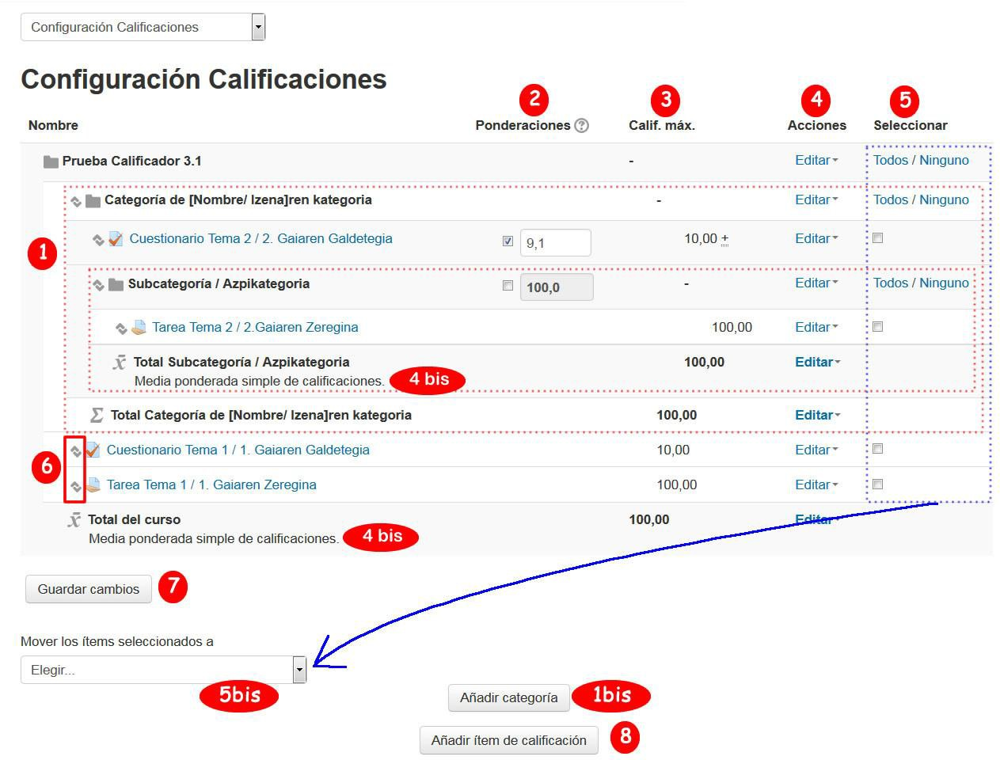 Configuración Calificaciones
Configuración Calificaciones
2 3 4 5
Nombre Ponderaciones ? Calif. máx. Acciones Seleccionar
Prueba Calificador 3.1 - Editar Todos / Ninguno
Categoría de [Nombre/ Izena]ren kategoria - Editar Todos / Ninguno
1
Cuestionario Tema 2 / 2. Gaiaren Galdetegia 9,1 10,00 + Editar
Subcategoría / Azpikategoria 100,0 - Editar Todos / Ninguno
Tarea Tema 2 / 2.Gaiaren Zeregina 100,00 Editar
x̄ Total Subcategoría / Azpikategoria 100,00 Editar
Media ponderada simple de calificaciones. 4 bis
Σ Total Categoría de [Nombre/ Izena]ren kategoria 100,00 Editar
Cuestionario Tema 1 / 1. Gaiaren Galdetegia 10,00 Editar
6
Tarea Tema 1 / 1. Gaiaren Zeregina 100,00 Editar
x̄ Total del curso 100,00 Editar
Media ponderada simple de calificaciones. 4 bis
Guardar cambios 7
Mover los ítems seleccionados a
Elegir...
5bis
Añadir categoría 1bis
Añadir ítem de calificación 8